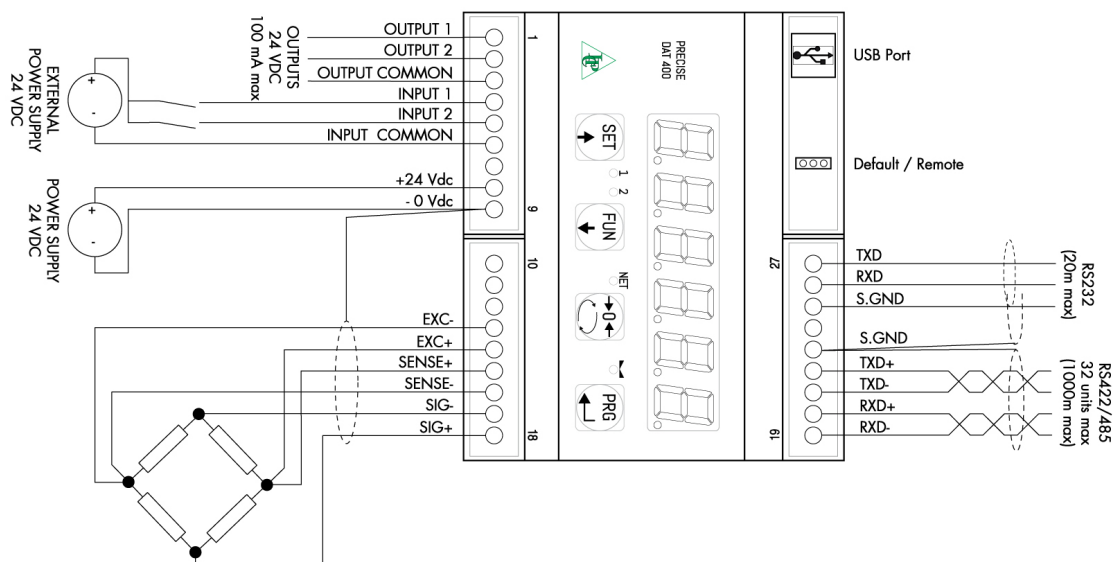 OUTPUT 1
OUTPUT 2
OUTPUT COMMON
INPUT 1
INPUT 2
INPUT COMMON
+24 Vdc
- 0 Vdc
OUTPUTS
24 VDC
100 mA max
EXTERNAL
POWER SUPPLY
24 VDC
+
-
POWER SUPPLY
24 VDC
+
-
1
9
10
18
EXC-
EXC+
SENSE+
SENSE-
SIG-
SIG+
PRECISE
DAT 400
SET
1
2
FUN
NET
0
PRG
USB Port
Default / Remote
27
19
TXD
RXD
S.GND
S.GND
TXD+
TXD-
RXD+
RXD-
RS232
(20m max)
RS422/485
32 units max
(1000m max)